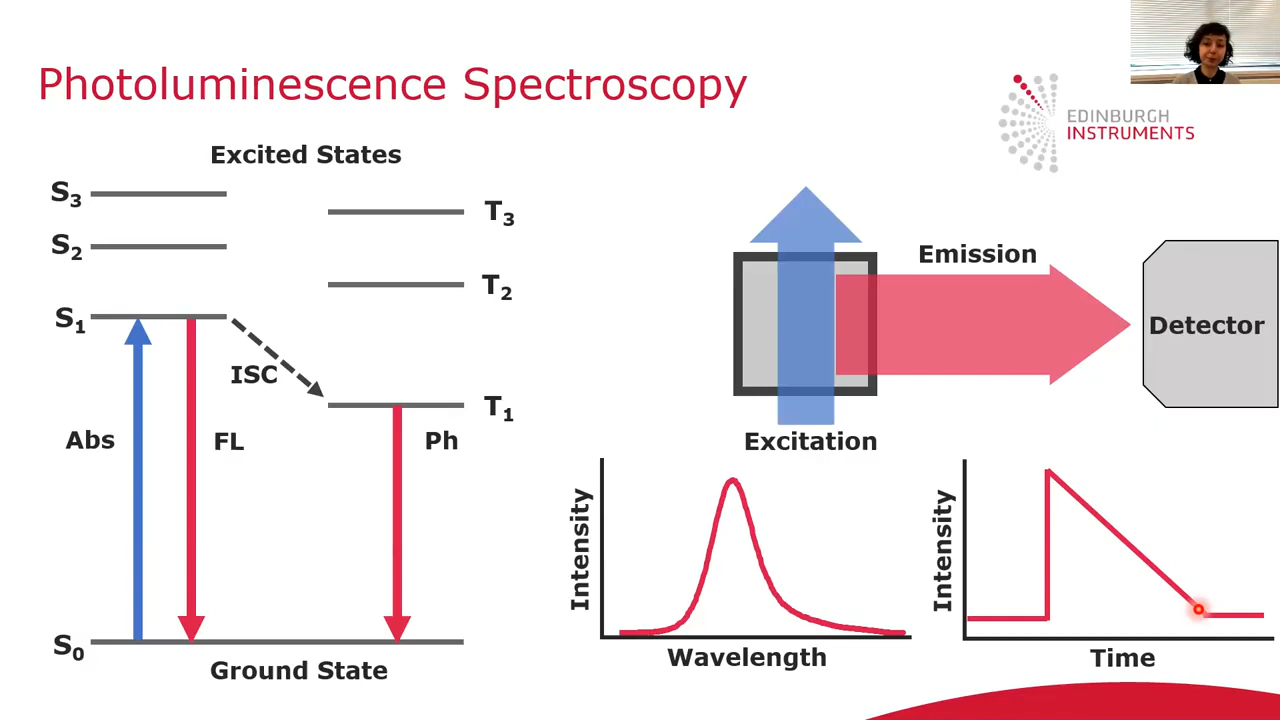 Photoluminescence Spectroscopy
EDINBURGH
INSTRUMENTS
Excited States
S3
S2
S1
T3
T2
T1
ISC
Abs
FL
Ph
S0
Ground State
Emission
Detector
Excitation
Intensity
Wavelength
Intensity
Time